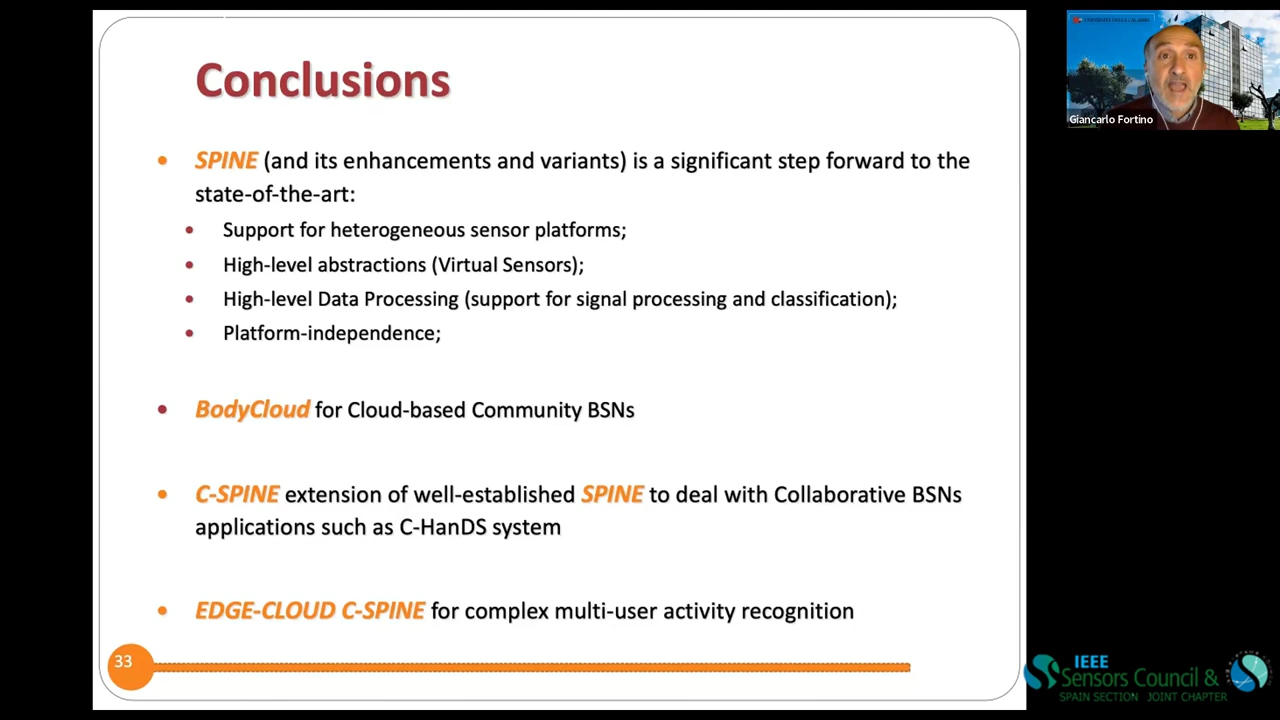 Conclusions
SPINE (and its enhancements and variants) is a significant step forward to the
state-of-the-art:
Support for heterogeneous sensor platforms;
High-level abstractions (Virtual Sensors);
High-level Data Processing (support for signal processing and classification);
Platform-independence;
BodyCloud for Cloud-based Community BSNs
C-SPINE extension of well-established SPINE to deal with Collaborative BSNs
applications such as C-HanDS system
EDGE-CLOUD C-SPINE for complex multi-user activity recognition
33
Giancarlo Fortino
IEEE
Sensors Council &
SPAIN SECTION JOINT CHAPTER